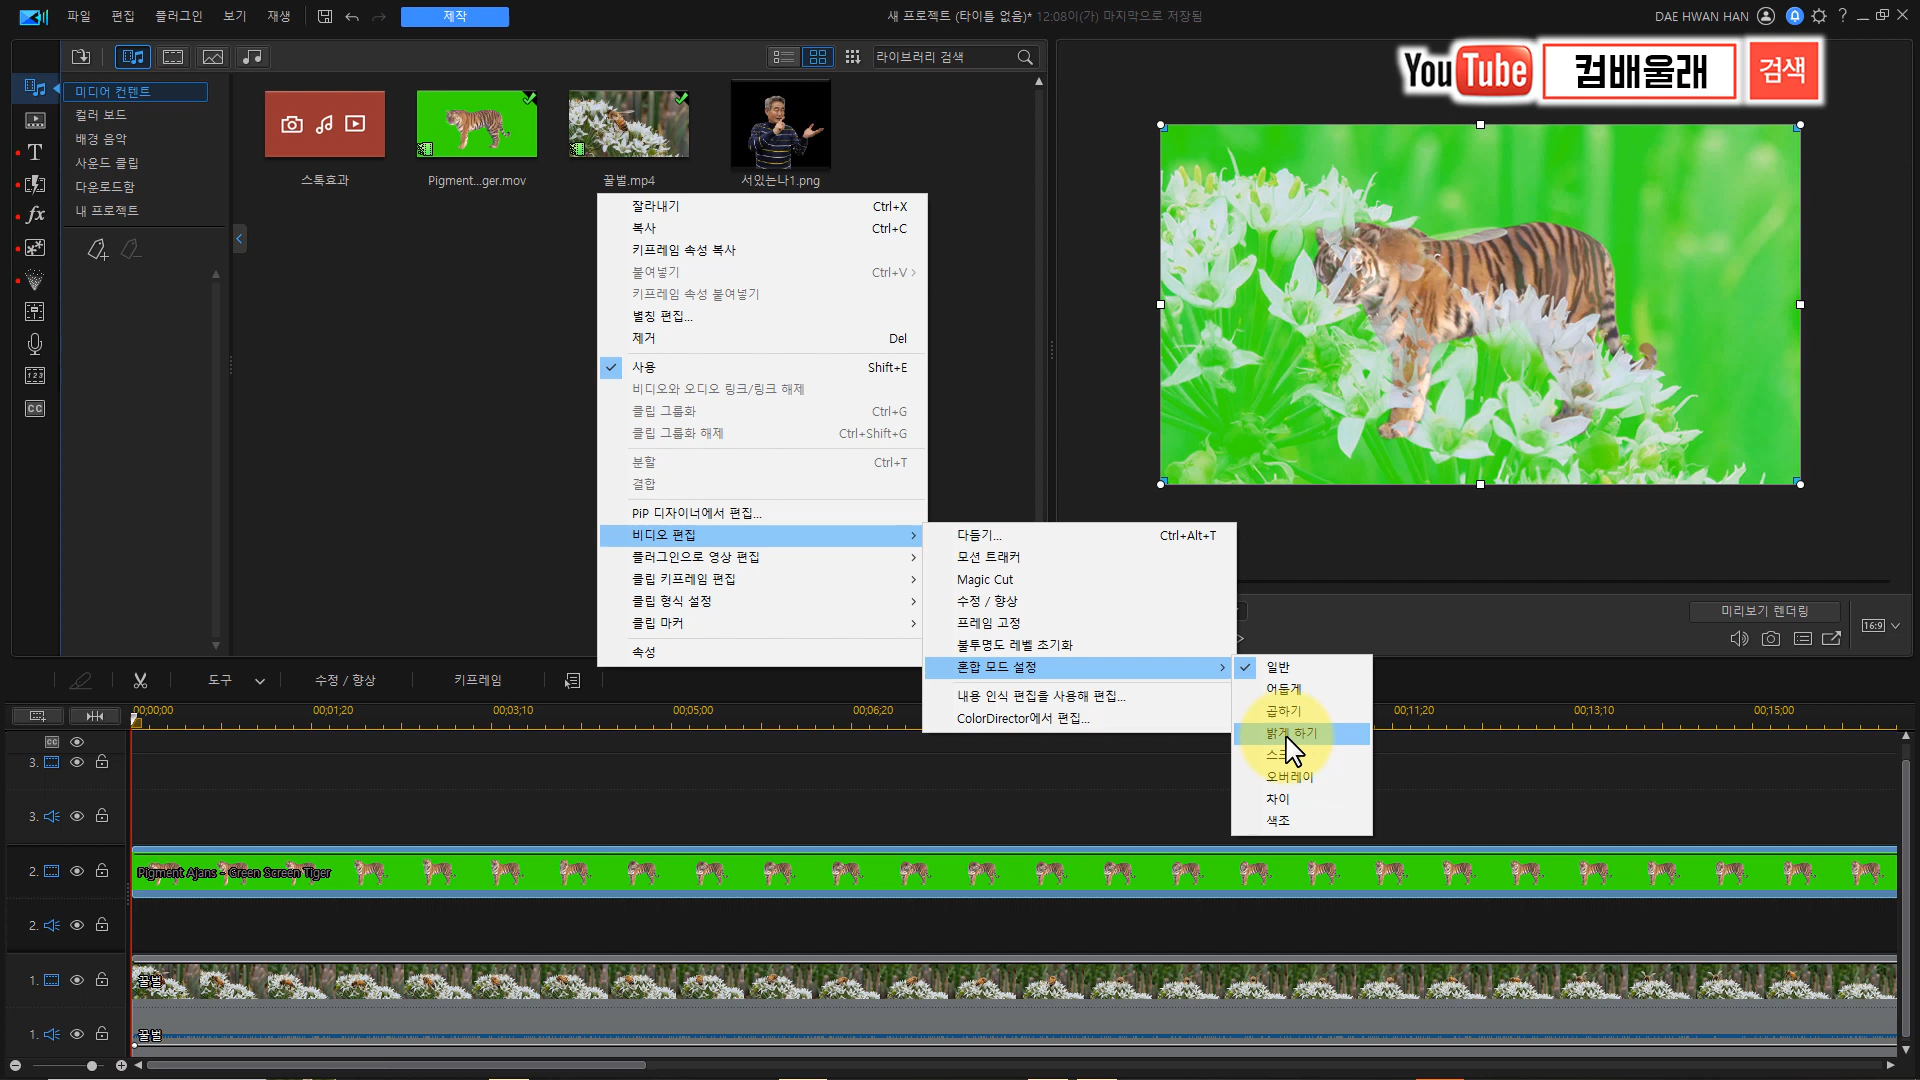 파일 편집 플러그인 보기 재생 제작 새 프로젝트 (타이틀 없음)* 12:08이(가) 마지막으로 저장됨 DAE HWAN HAN ?
라이브러리 검색
YouTube 컴배울래 검색
미디어 컨텐트
컬러 보드
배경 음악
사운드 클립
다운로드함
내 프로젝트
T
fx
123
CC
스톡효과
Pigment...ger.mov
꿀벌.mp4
서있는나1.png
잘라내기 Ctrl+X
복사 Ctrl+C
키프레임 속성 복사
붙여넣기 Ctrl+V
키프레임 속성 붙여넣기
별칭 편집...
제거 Del
사용 Shift+E
비디오와 오디오 링크/링크 해제
클립 그룹화 Ctrl+G
클립 그룹화 해제 Ctrl+Shift+G
분할 Ctrl+T
결합
PiP 디자이너에서 편집...
비디오 편집
플러그인으로 영상 편집
클립 키프레임 편집
클립 형식 설정
클립 마커
속성
다듬기... Ctrl+Alt+T
모션 트래커
Magic Cut
수정 / 향상
프레임 고정
불투명도 레벨 초기화
혼합 모드 설정
내용 인식 편집을 사용해 편집...
ColorDirector에서 편집...
일반
어둡게
곱하기
밝게 하기
오버레이
차이
색조
미리보기 렌더링
16:9
도구 수정 / 향상 키프레임
00;00;00 00;01;20 00;03;10 00;05;00 00;06;20 00;11;20 00;13;10 00;15;00
CC
3.
3.
2. Pigment Ajans - Green Screen Tiger
2.
1. 꿀벌
1. 꿀벌